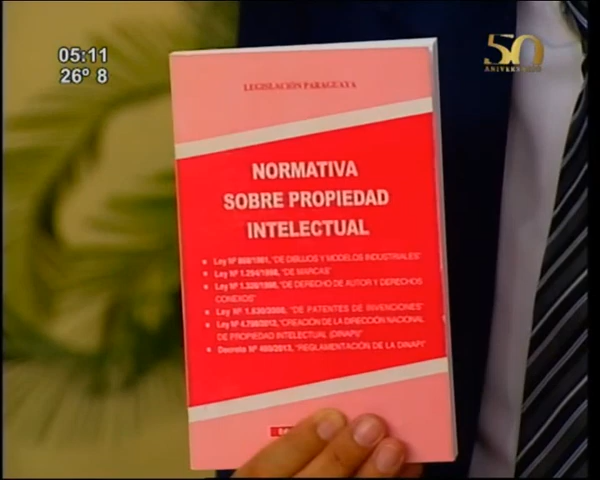 05:11
26º 8
50
ANIVERSARIO
LEGISLACIÓN PARAGUAYA
NORMATIVA
SOBRE PROPIEDAD
INTELECTUAL
• Ley Nº 868/1981, "DE DIBUJOS Y MODELOS INDUSTRIALES"
• Ley Nº 1.294/1998, "DE MARCAS"
• Ley Nº 1.328/1998, "DE DERECHO DE AUTOR Y DERECHOS
CONEXOS"
• Ley Nº 1.630/2000, "DE PATENTES DE INVENCIONES"
• Ley Nº 4.798/2012, "CREACIÓN DE LA DIRECCIÓN NACIONAL
DE PROPIEDAD INTELECTUAL (DINAPI)"
• Decreto Nº 460/2013, "REGLAMENTACIÓN DE LA DINAPI"